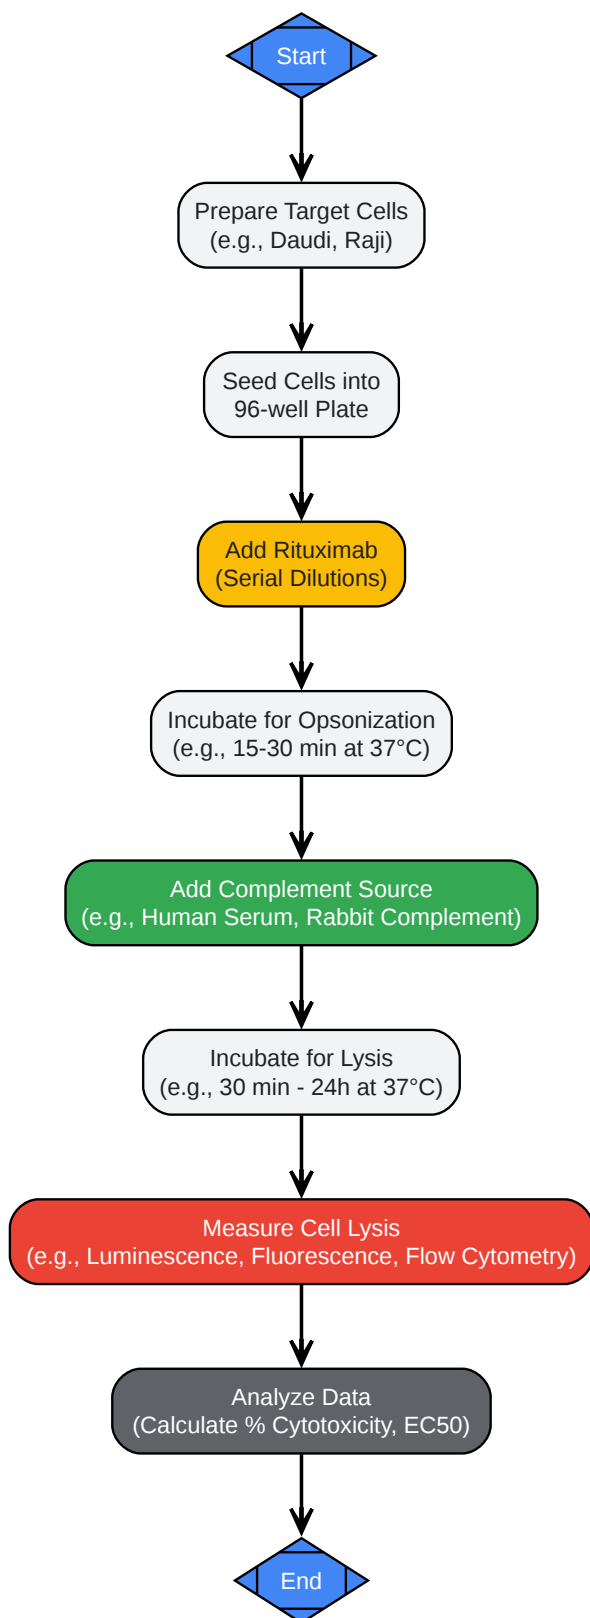 Start
Prepare Target Cells
(e.g., Daudi, Raji)
Seed Cells into
96-well Plate
Add Rituximab
(Serial Dilutions)
Incubate for Opsonization
(e.g., 15-30 min at 37°C)
Add Complement Source
(e.g., Human Serum, Rabbit Complement)
Incubate for Lysis
(e.g., 30 min - 24h at 37°C)
Measure Cell Lysis
(e.g., Luminescence, Fluorescence, Flow Cytometry)
Analyze Data
(Calculate % Cytotoxicity, EC50)
End